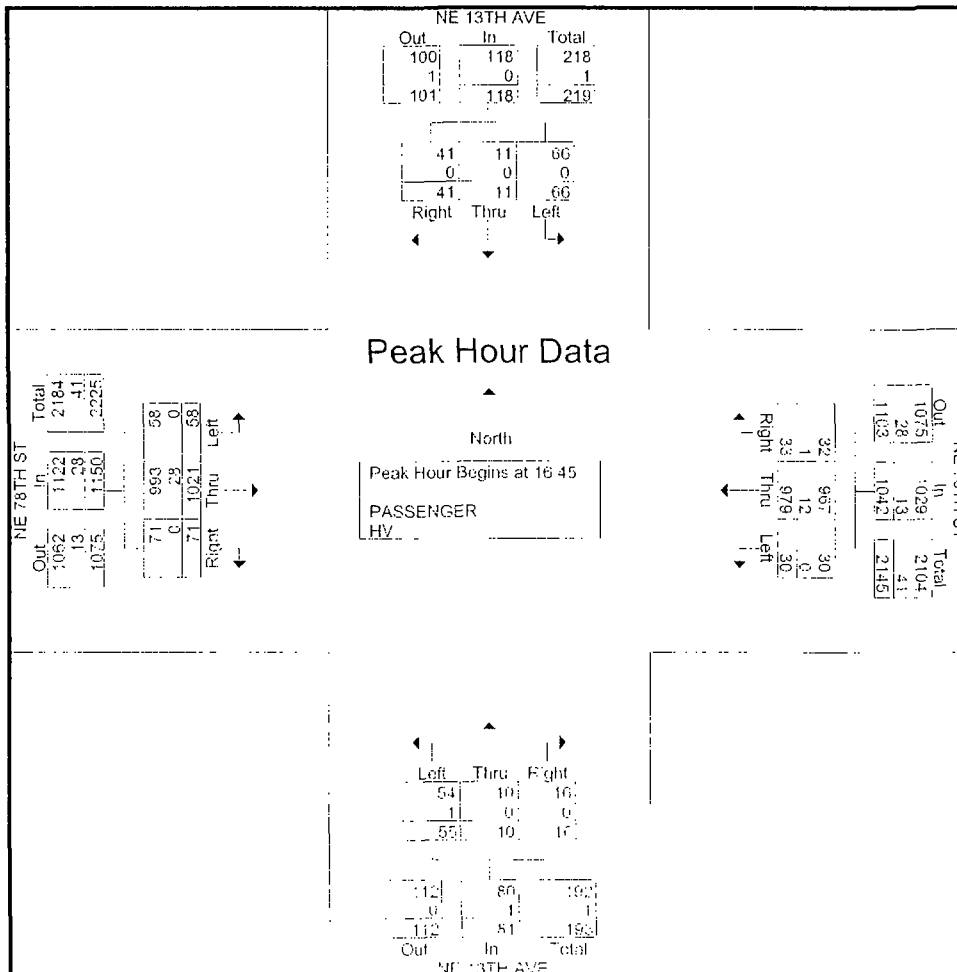 NE 13TH AVE
Out In Total
100 118 218
1 0 1
101 118 219
41 11 66
0 0 0
41 11 66
Right Thru Left
Peak Hour Data
North
Peak Hour Begins at 16 45
PASSENGER
HV
NE 78TH ST
Out In Total
1062 1122 2184
13 28 41
1075 1150 2225
71 993 58
0 28 0
71 1021 58
Right Thru Left
Out In Total
1075 1029 2104
28 13 41
1103 1042 2145
32 967 30
1 12 0
33 979 30
Right Thru Left
Left Thru Right
54 10 16
1 0 0
55 10 16
112 80 192
0 1 1
112 81 193
Out In Total
NE 13TH AVE